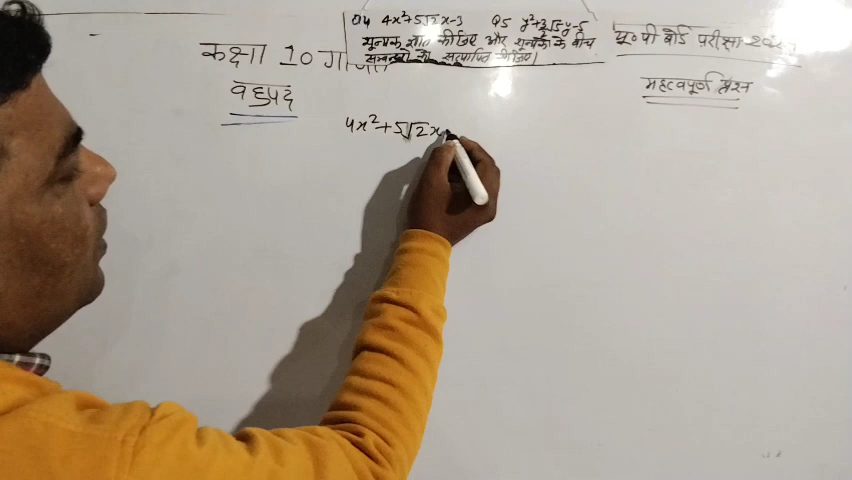 Q4 4x²+5√2x-3 Q5 y²+3√5y-5
शून्यक ज्ञात कीजिए और शून्यकों के बीच
सम्बन्धों को सत्यापित कीजिए।
कक्षा 10 गणित
बहुपद
यू० पी बोर्ड परीक्षा
महत्वपूर्ण प्रश्न
4x²+5√2x